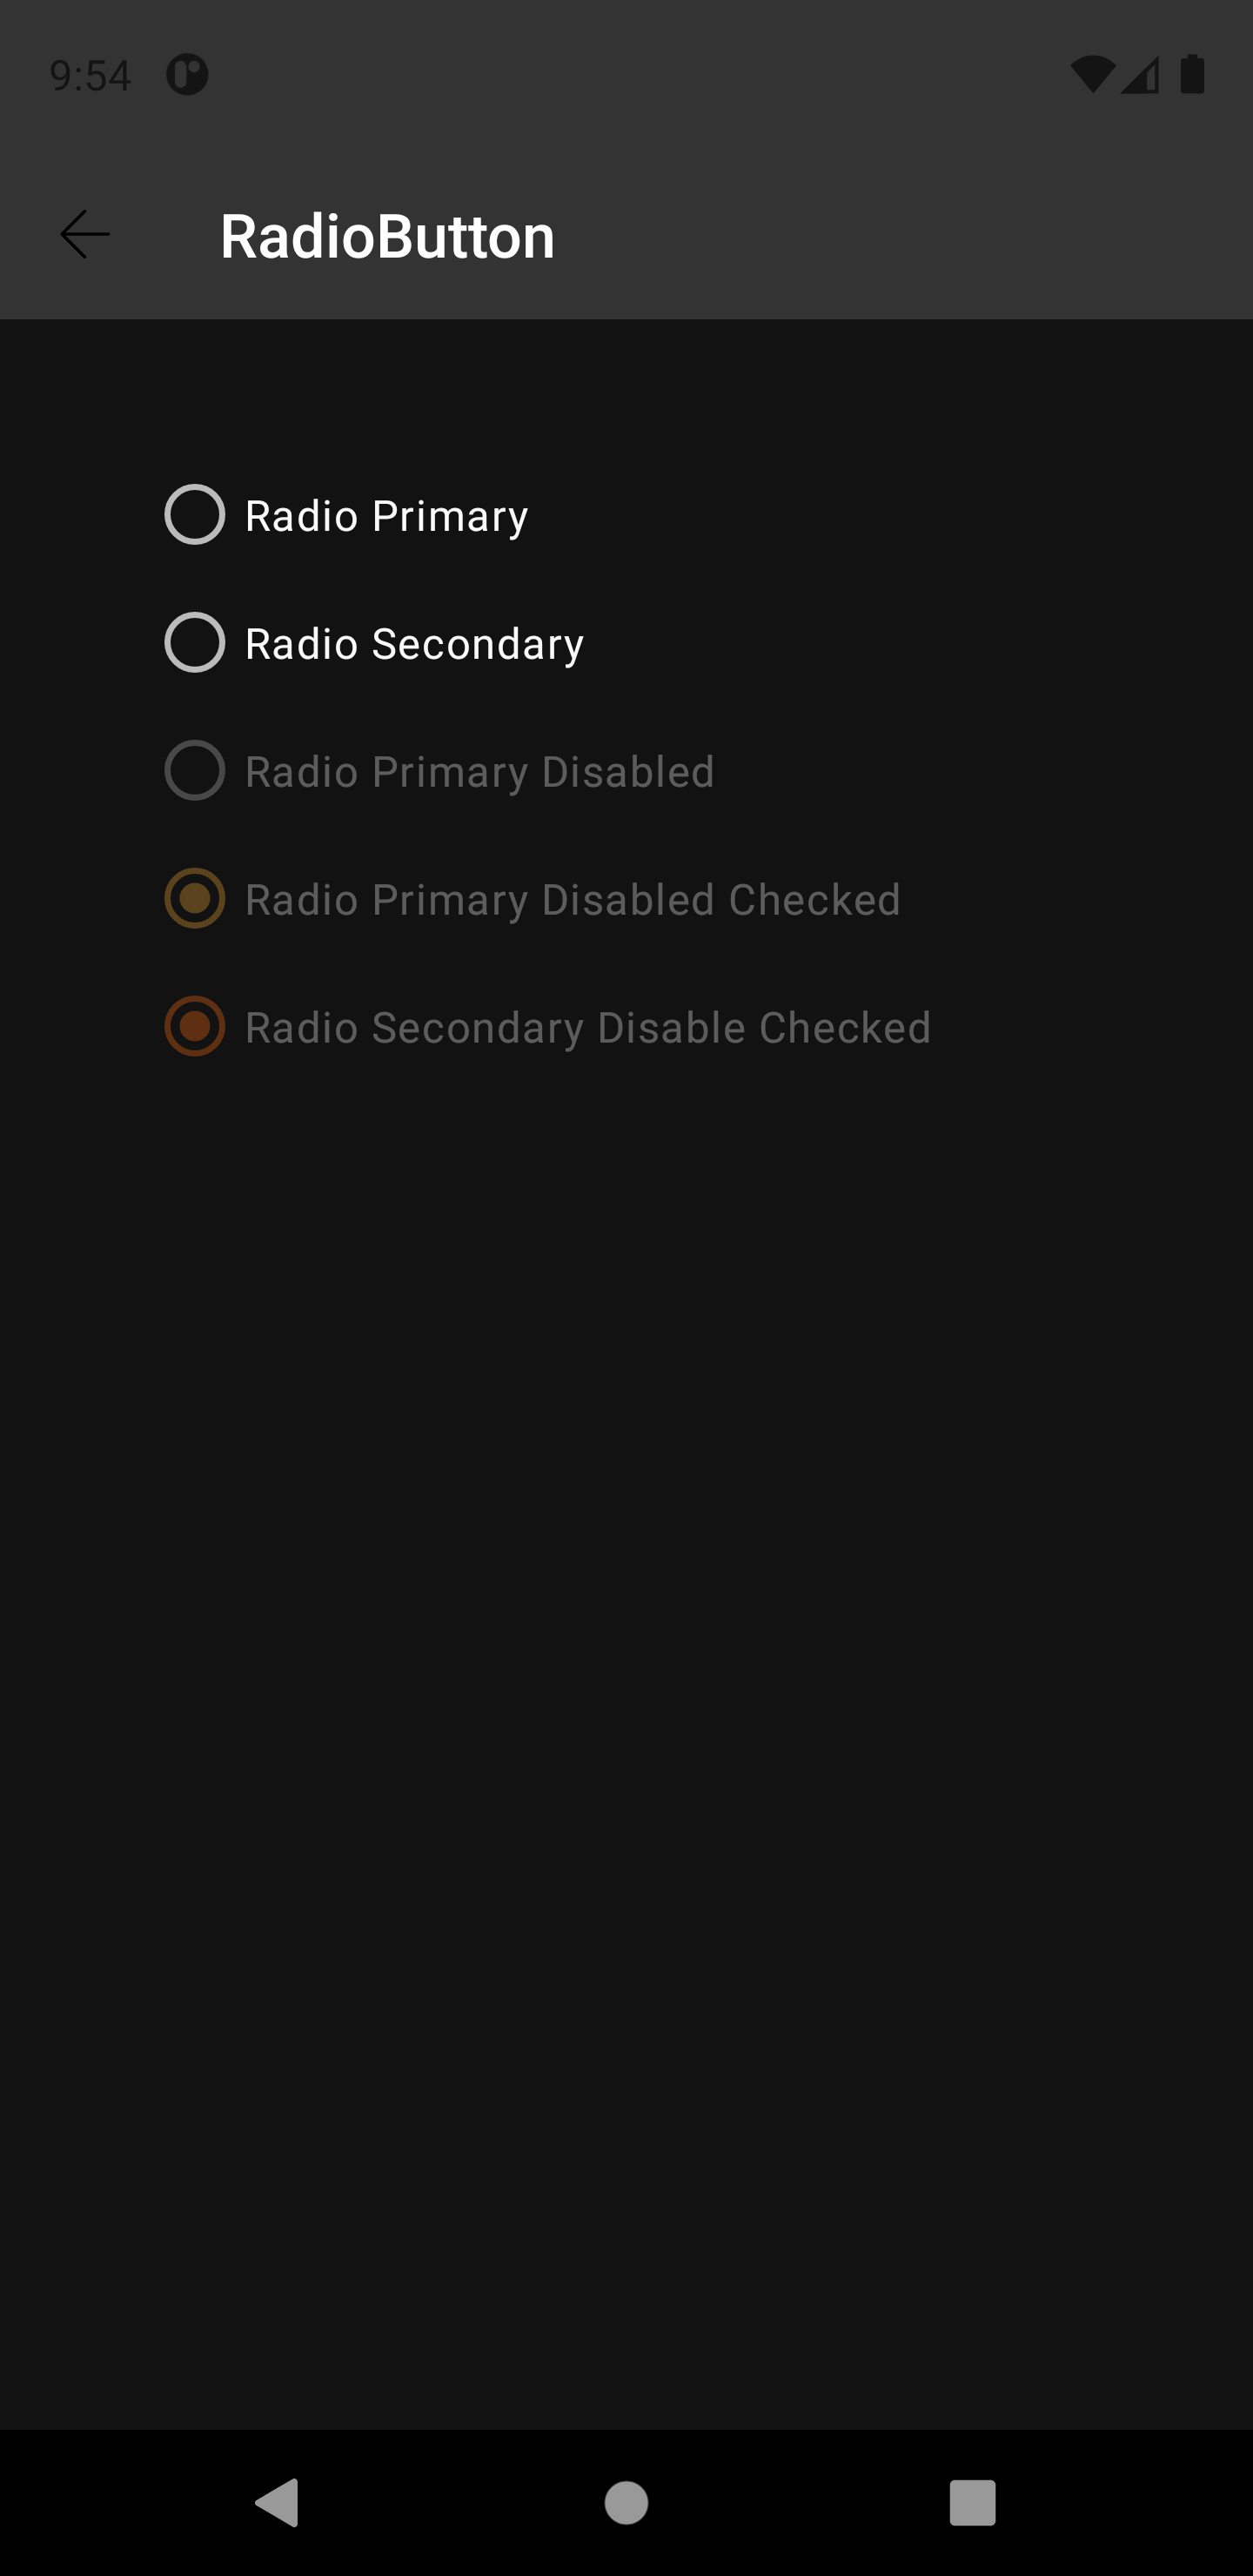 9:54
RadioButton
Radio Primary
Radio Secondary
Radio Primary Disabled
Radio Primary Disabled Checked
Radio Secondary Disable Checked